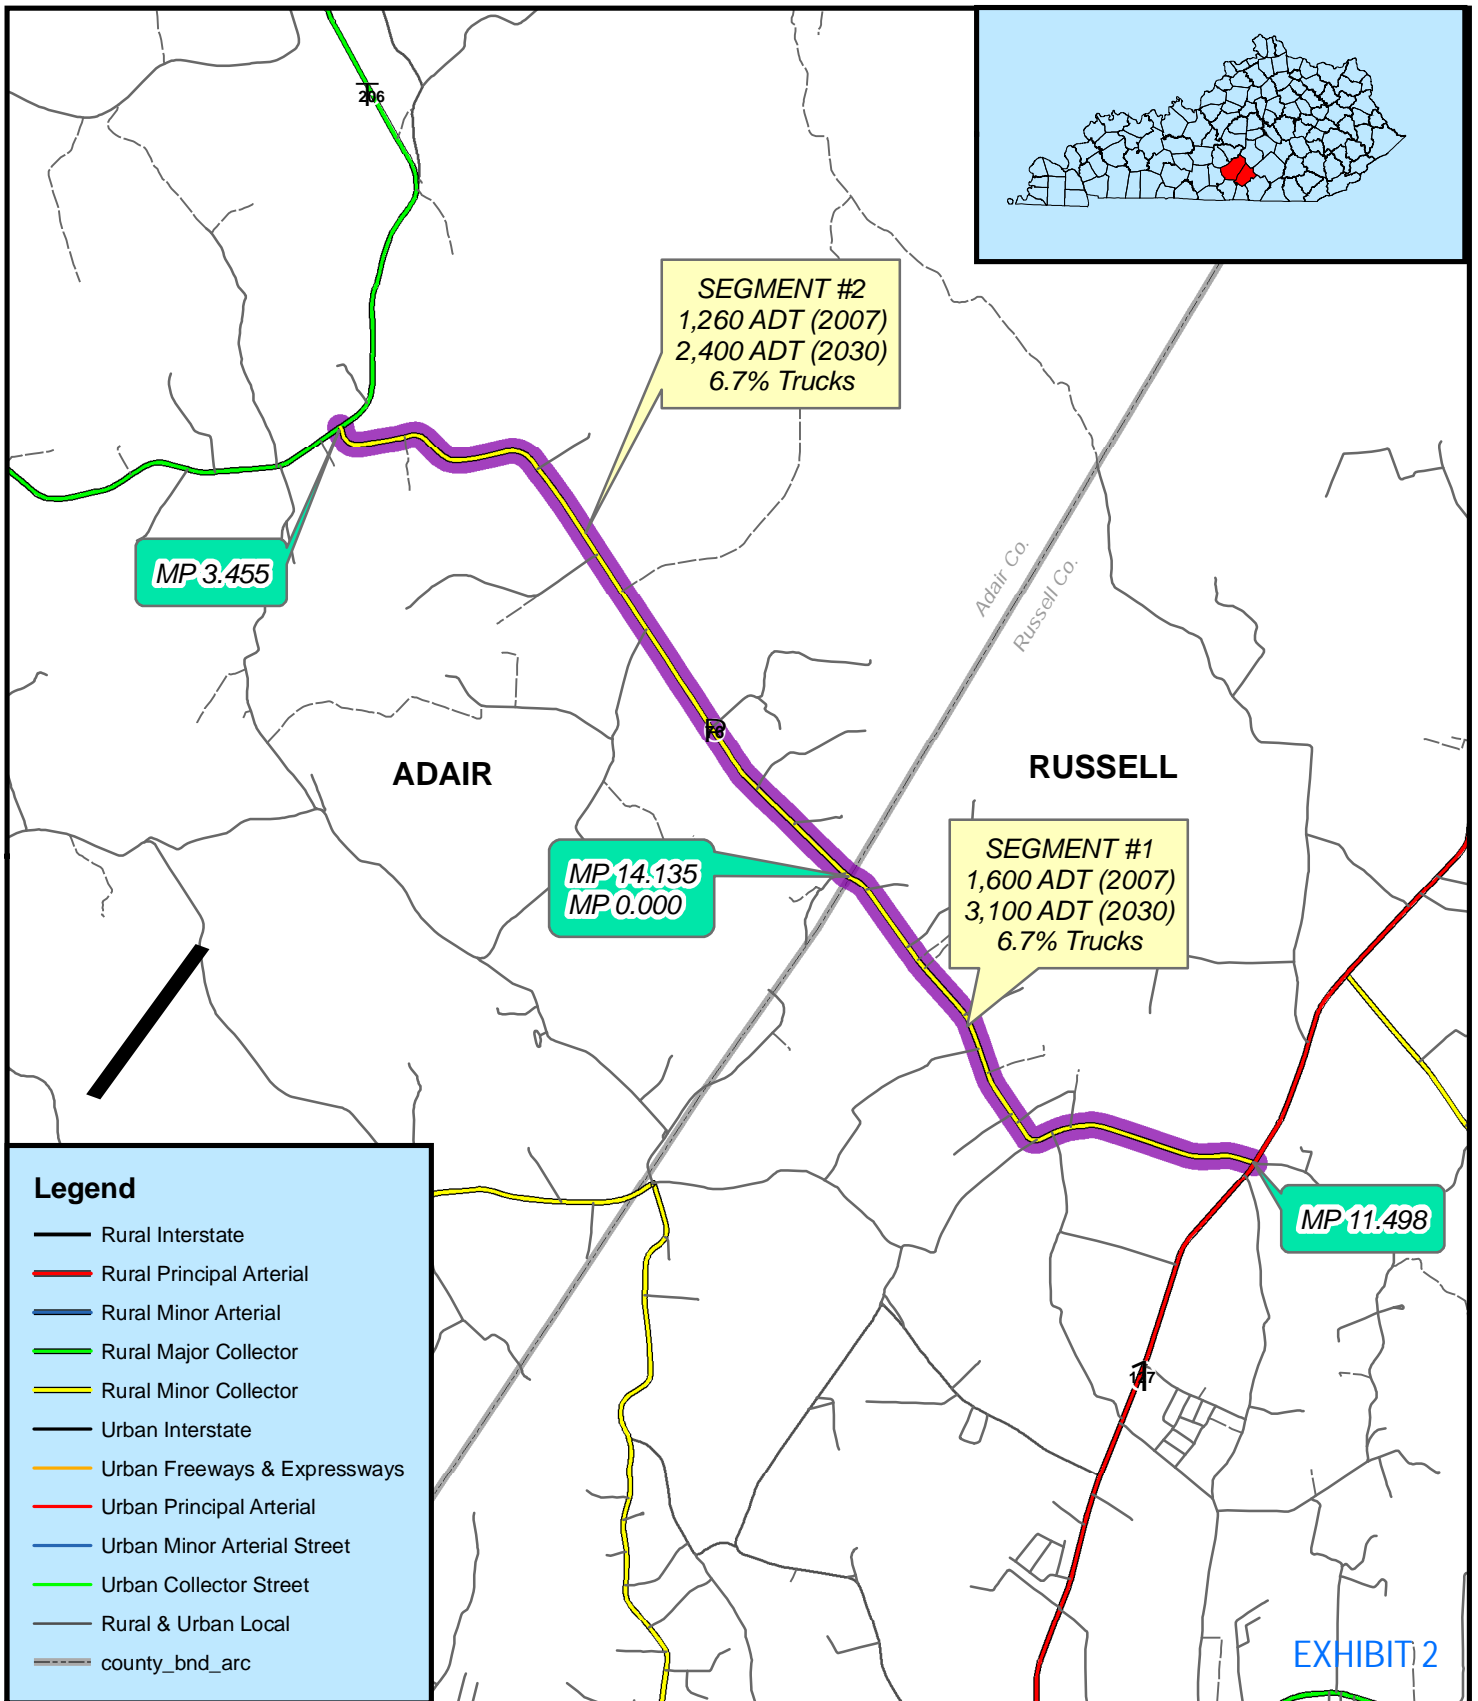 206
SEGMENT #2
1,260 ADT (2007)
2,400 ADT (2030)
6.7% Trucks
MP 3.455
Adair Co.
Russell Co.
76
ADAIR
RUSSELL
MP 14.135
MP 0.000
SEGMENT #1
1,600 ADT (2007)
3,100 ADT (2030)
6.7% Trucks
MP 11.498
127
Legend
Rural Interstate
Rural Principal Arterial
Rural Minor Arterial
Rural Major Collector
Rural Minor Collector
Urban Interstate
Urban Freeways & Expressways
Urban Principal Arterial
Urban Minor Arterial Street
Urban Collector Street
Rural & Urban Local
county_bnd_arc
EXHIBIT 2